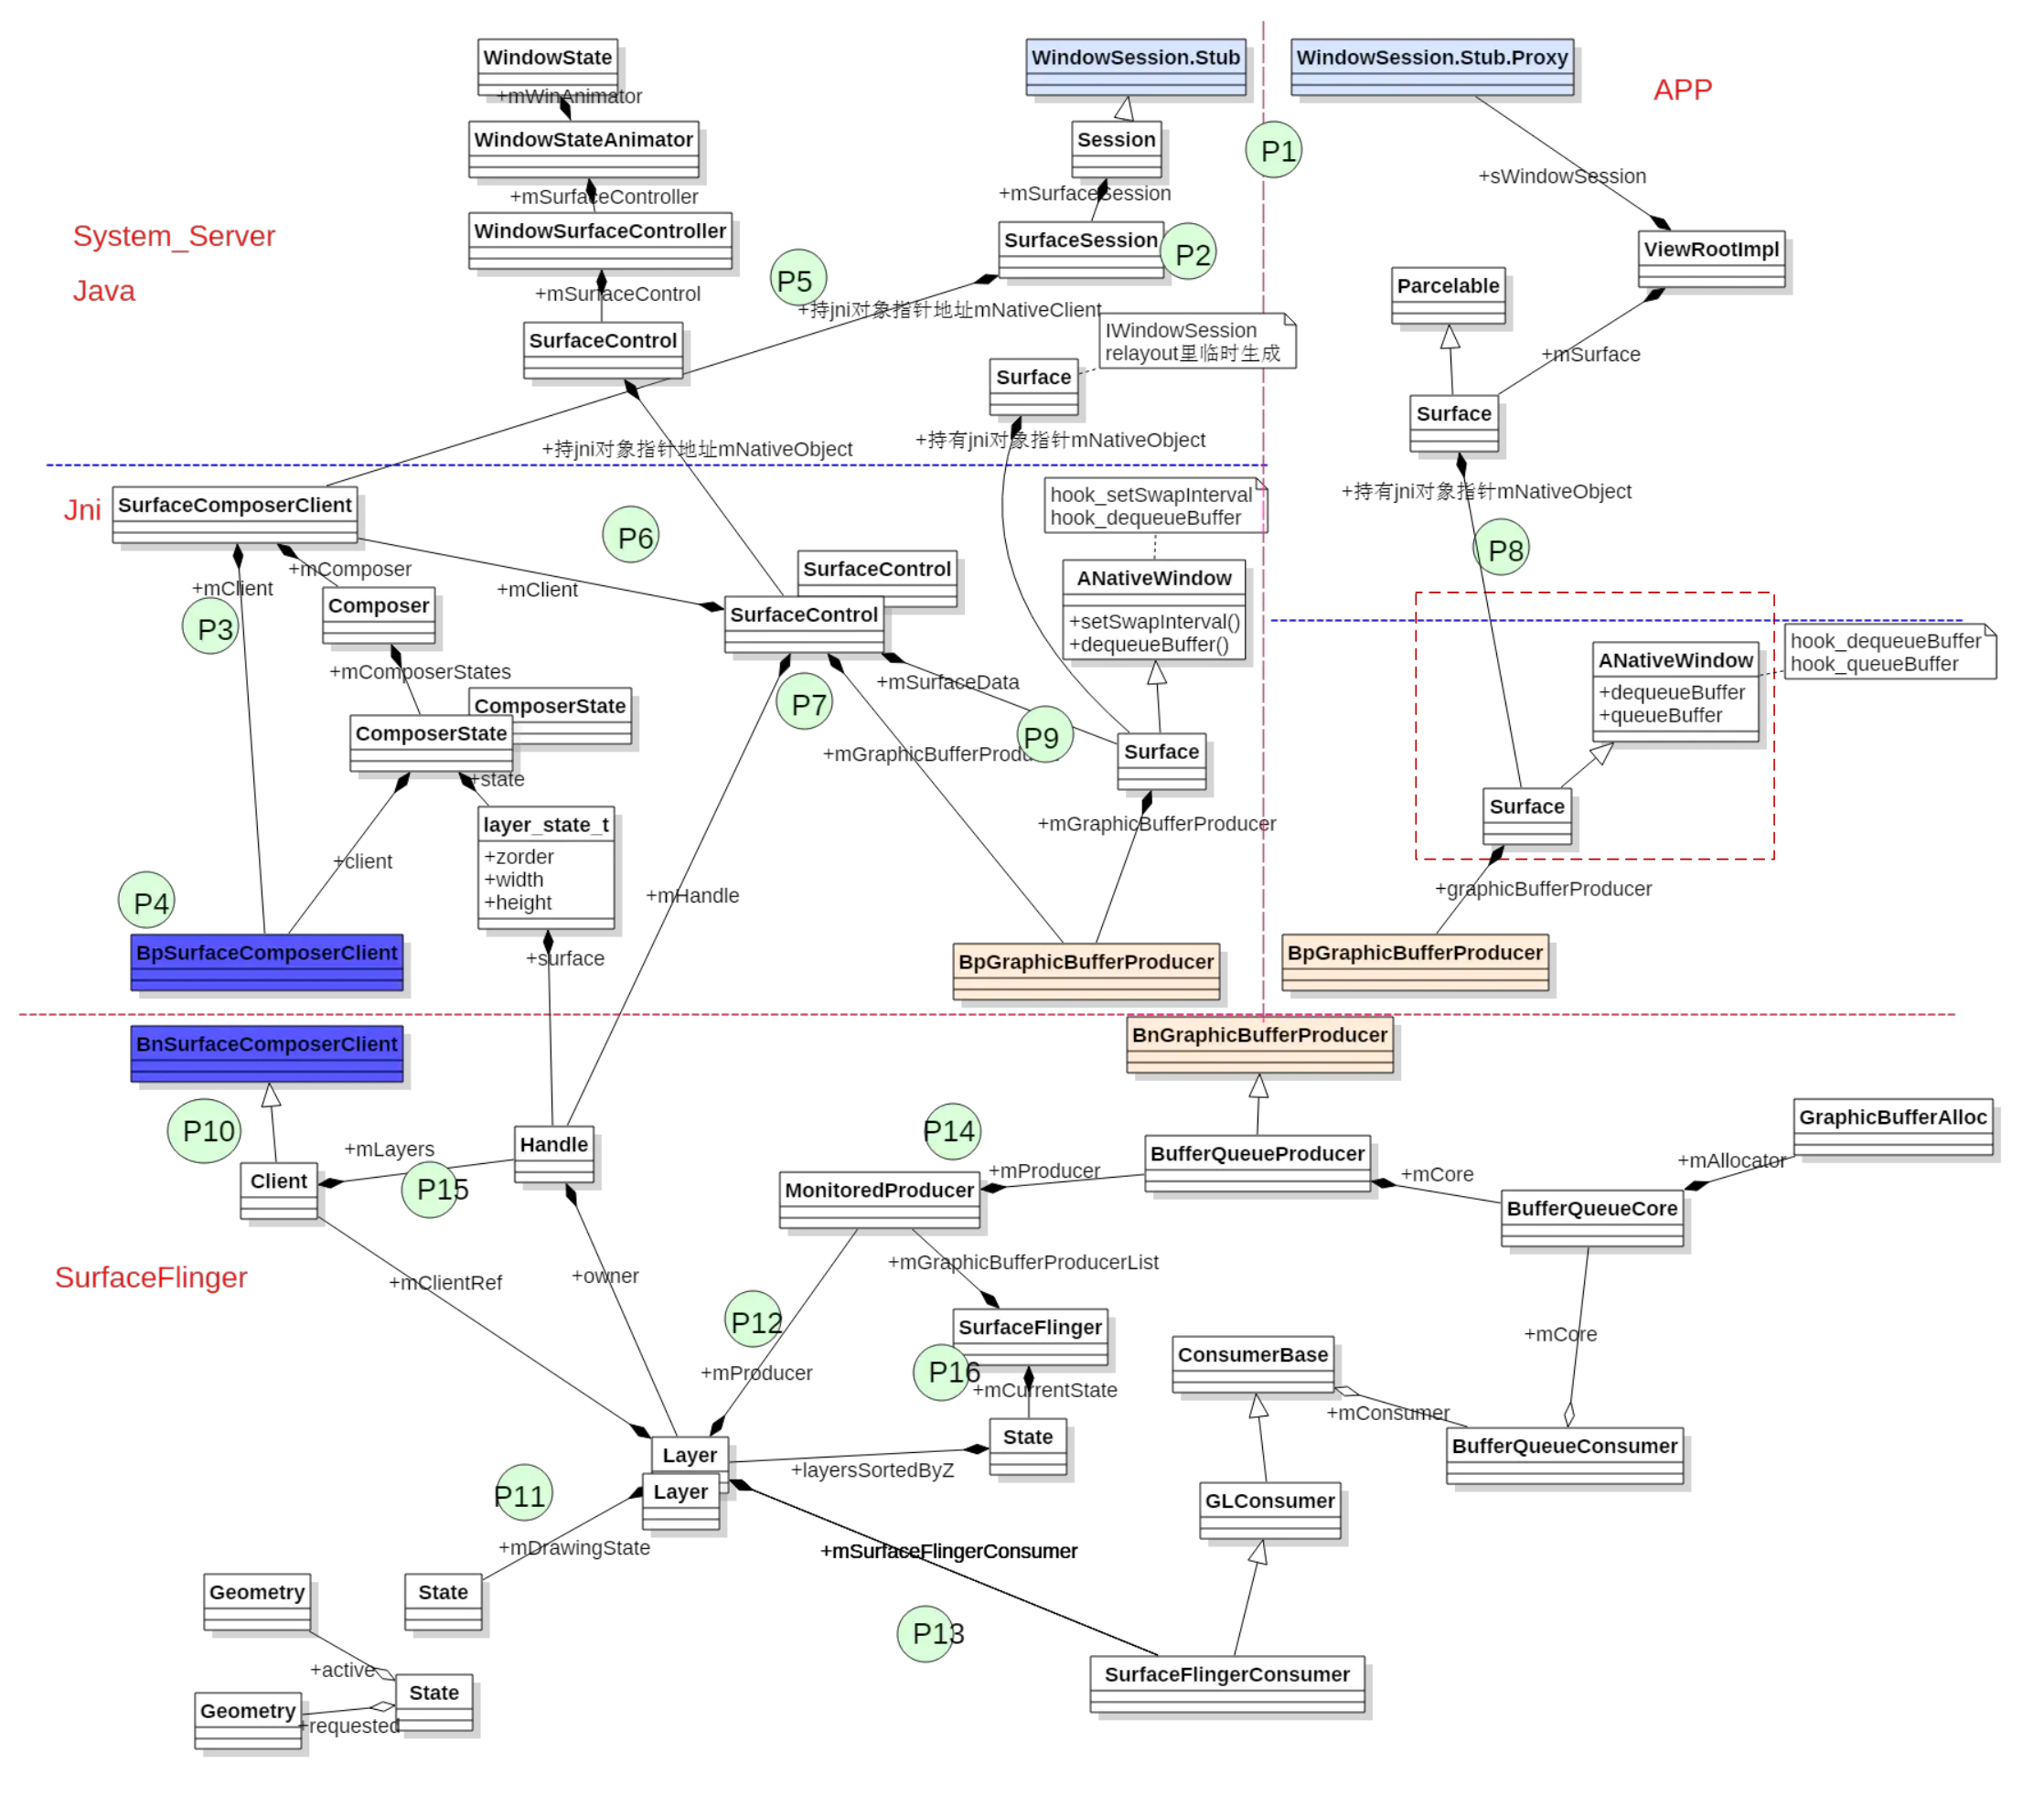 WindowState
WindowSession.Stub
WindowSession.Stub.Proxy
APP
+mWinAnimator
WindowStateAnimator
Session
P1
+mSurfaceController
+mSurfaceSession
+sWindowSession
System_Server
WindowSurfaceController
SurfaceSession
P2
ViewRootImpl
Java
P5
Parcelable
+mSurfaceControl
+持jni对象指针地址mNativeClient
SurfaceControl
IWindowSession
relayout里临时生成
+mSurface
Surface
Surface
+持jni对象指针地址mNativeObject
+持有jni对象指针mNativeObject
+持有jni对象指针mNativeObject
Jni
SurfaceComposerClient
hook_setSwapInterval
hook_dequeueBuffer
P6
P8
+mComposer
SurfaceControl
ANativeWindow
+setSwapInterval()
+dequeueBuffer()
+mClient
+mClient
P3
Composer
SurfaceControl
hook_dequeueBuffer
hook_queueBuffer
ANativeWindow
+dequeueBuffer
+queueBuffer
+mComposerStates
+mSurfaceData
P7
ComposerState
ComposerState
P9
+mGraphicBufferProdu
Surface
+state
Surface
layer_state_t
+zorder
+width
+height
+mGraphicBufferProducer
+client
P4
+mHandle
+graphicBufferProducer
BpSurfaceComposerClient
+surface
BpGraphicBufferProducer
BpGraphicBufferProducer
BnSurfaceComposerClient
BnGraphicBufferProducer
P10
P14
GraphicBufferAlloc
+mLayers
Handle
BufferQueueProducer
+mAllocator
Client
P15
MonitoredProducer
+mProducer
+mCore
BufferQueueCore
SurfaceFlinger
+mClientRef
+owner
+mGraphicBufferProducerList
P12
SurfaceFlinger
+mCore
ConsumerBase
+mProducer
P16
+mCurrentState
+mConsumer
State
BufferQueueConsumer
Layer
+layersSortedByZ
P11
Layer
GLConsumer
+mDrawingState
+mSurfaceFlingerConsumer
Geometry
State
P13
+active
State
SurfaceFlingerConsumer
Geometry
+requested